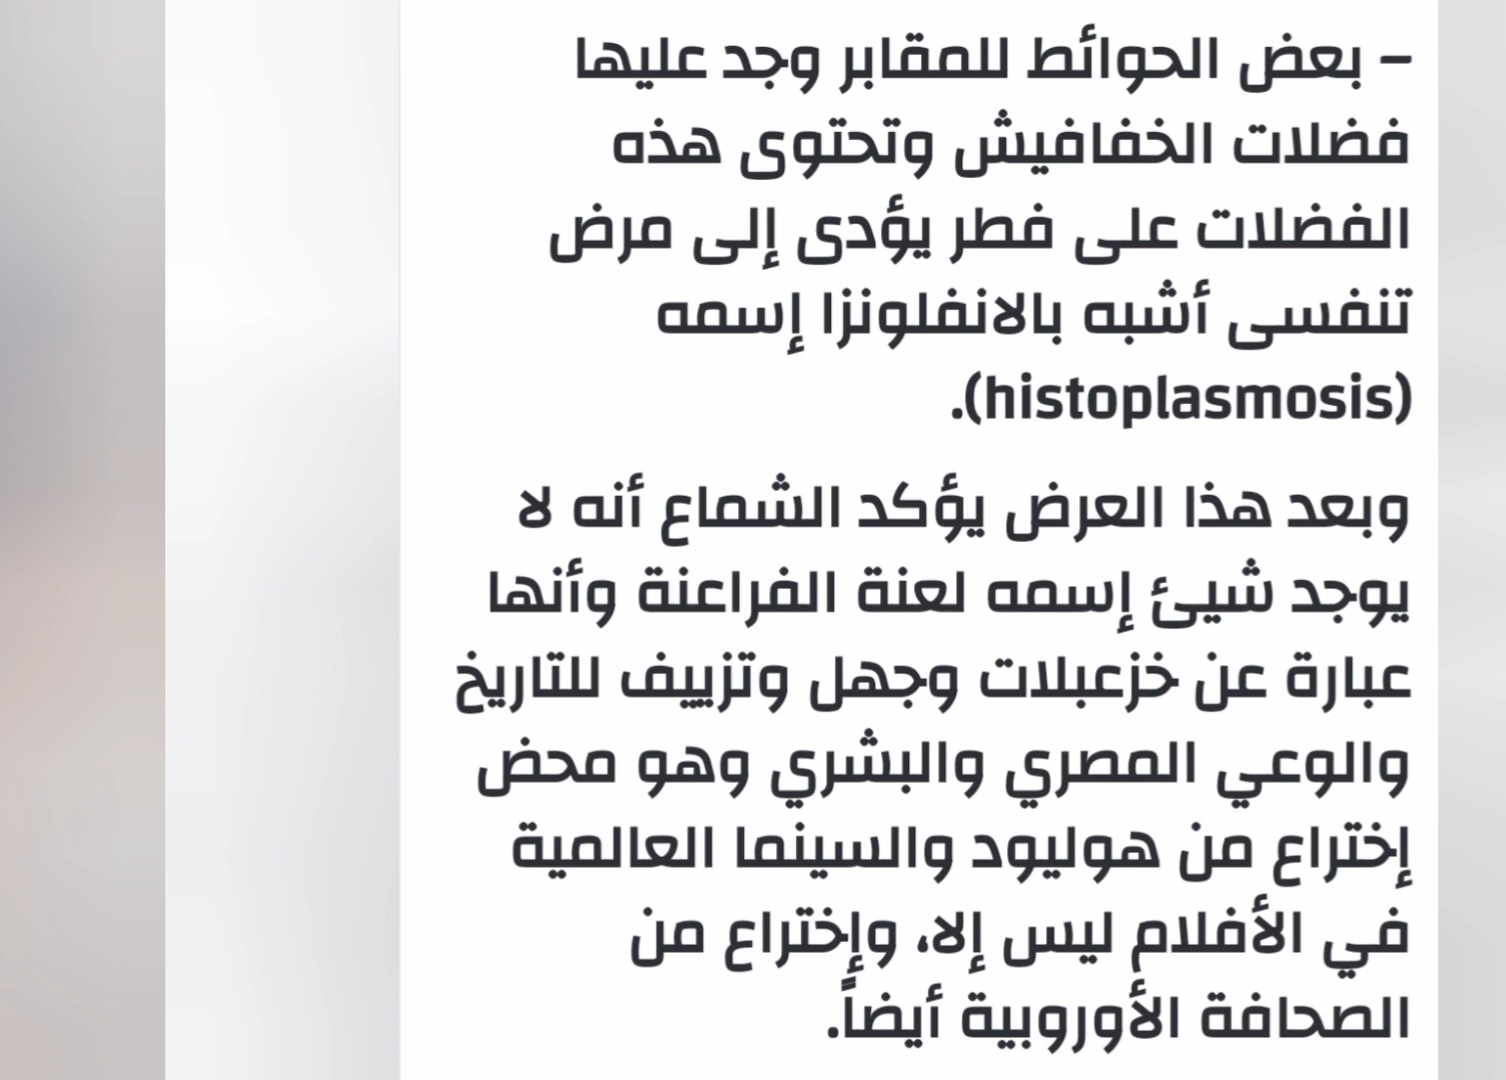 – بعض الحوائط للمقابر وجد عليها
فضلات الخفافيش وتحتوى هذه
الفضلات على فطر يؤدى إلى مرض
تنفسى أشبه بالانفلونزا إسمه
(histoplasmosis).
وبعد هذا العرض يؤكد الشماع أنه لا
يوجد شيئ إسمه لعنة الفراعنة وأنها
عبارة عن خزعبلات وجهل وتزييف للتاريخ
والوعي المصري والبشري وهو محض
إختراع من هوليود والسينما العالمية
في الأفلام ليس إلا، وإختراع من
الصحافة الأوروبية أيضاً.